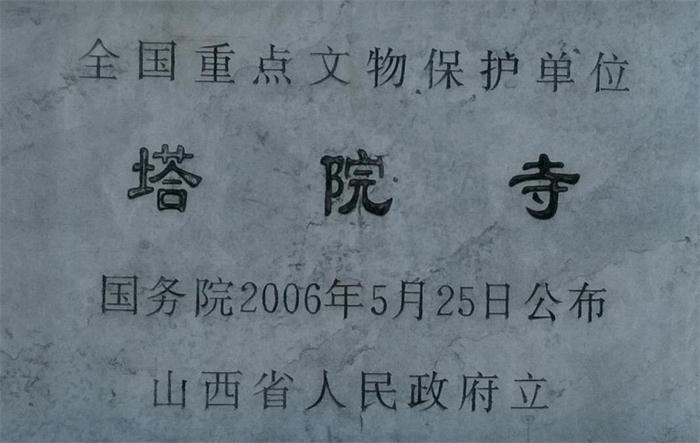 全国重点文物保护单位
塔院寺
国务院2006年5月25日公布
山西省人民政府立